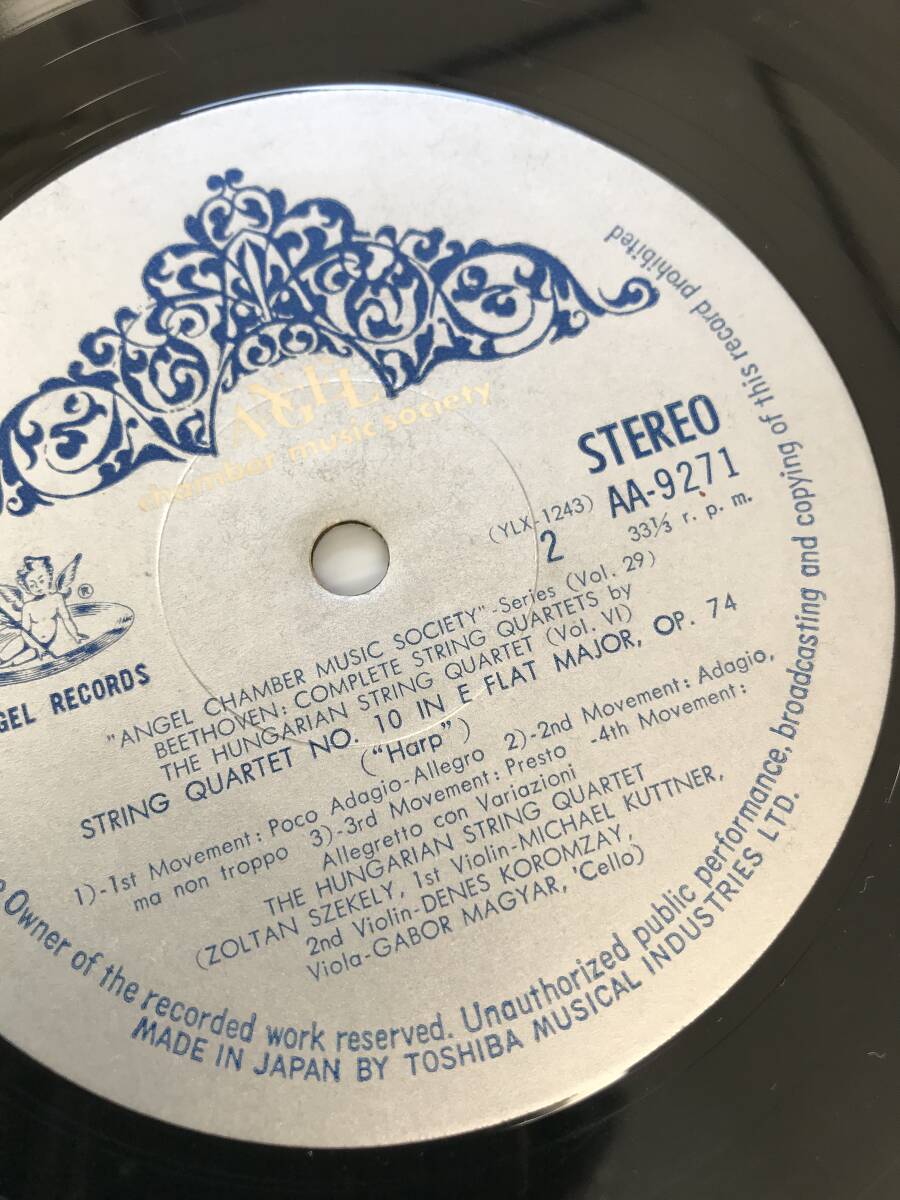 ANGEL
chamber music society
STEREO
AA-9271
(YLX-1243)
2
33 1/3 r. p. m.
®
GEL RECORDS
"ANGEL CHAMBER MUSIC SOCIETY"-Series (Vol. 29)
BEETHOVEN: COMPLETE STRING QUARTETS by
THE HUNGARIAN STRING QUARTET (Vol. VI)
STRING QUARTET NO. 10 IN E FLAT MAJOR, OP. 74
("Harp")
1)-1st Movement: Poco Adagio-Allegro 2)-2nd Movement: Adagio,
ma non troppo 3)-3rd Movement: Presto -4th Movement:
Allegretto con Variazioni
THE HUNGARIAN STRING QUARTET
(ZOLTAN SZEKELY, 1st Violin-MICHAEL KUTTNER,
2nd Violin-DENES KOROMZAY,
Viola-GABOR MAGYAR, 'Cello)
Owner of the recorded work reserved. Unauthorized public performance, broadcasting and copying of this record prohibited
MADE IN JAPAN BY TOSHIBA MUSICAL INDUSTRIES LTD.